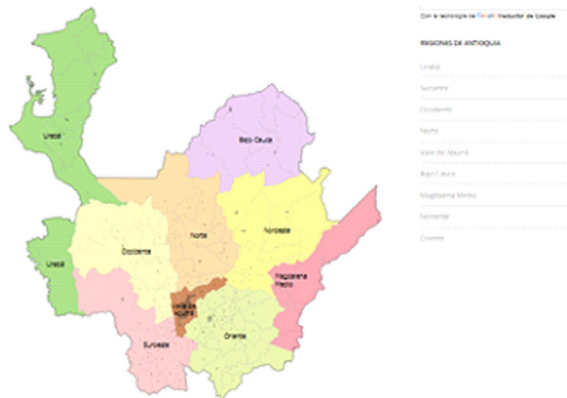 Con la tecnología de Google Traductor de Google
REGIONES DE ANTIOQUIA
Urabá
Suroeste
Occidente
Norte
Valle de Aburrá
Bajo Cauca
Magdalena Medio
Nordeste
Oriente
Urabá
Bajo Cauca
Norte
Nordeste
Occidente
Urabá
Magdalena
Medio
Valle de
Aburrá
Oriente
Suroeste